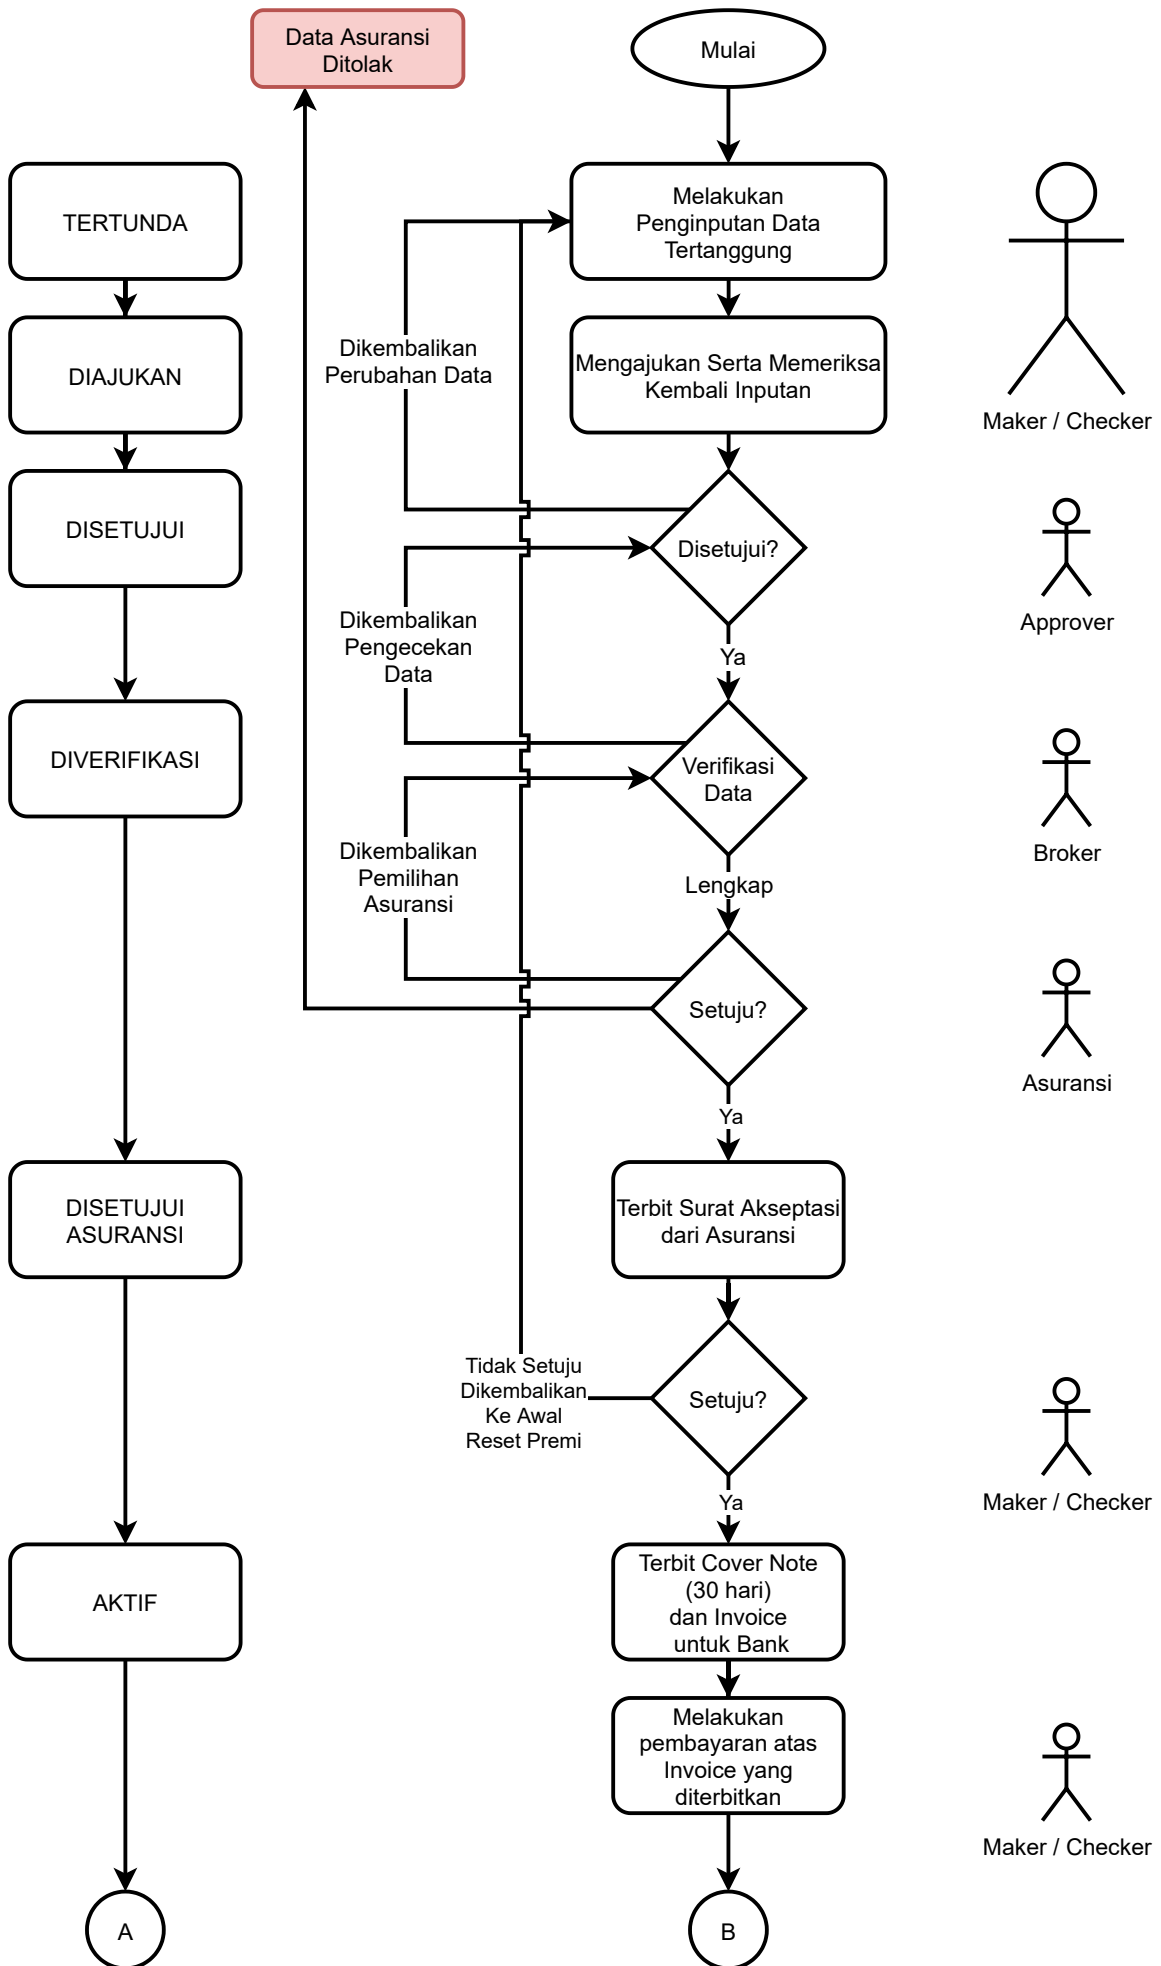 Data Asuransi
Ditolak
Mulai
TERTUNDA
Melakukan
Penginputan Data
Tertanggung
Dikembalikan
Perubahan Data
DIAJUKAN
Mengajukan Serta Memeriksa
Kembali Inputan
Maker / Checker
DISETUJUI
Disetujui?
Approver
Dikembalikan
Pengecekan
Data
Ya
DIVERIFIKASI
Verifikasi
Data
Broker
Dikembalikan
Pemilihan
Asuransi
Lengkap
Setuju?
Asuransi
Ya
DISETUJUI
ASURANSI
Terbit Surat Akseptasi
dari Asuransi
Tidak Setuju
Dikembalikan
Ke Awal
Reset Premi
Setuju?
Maker / Checker
Ya
AKTIF
Terbit Cover Note
(30 hari)
dan Invoice
untuk Bank
Melakukan
pembayaran atas
Invoice yang
diterbitkan
Maker / Checker
A
B